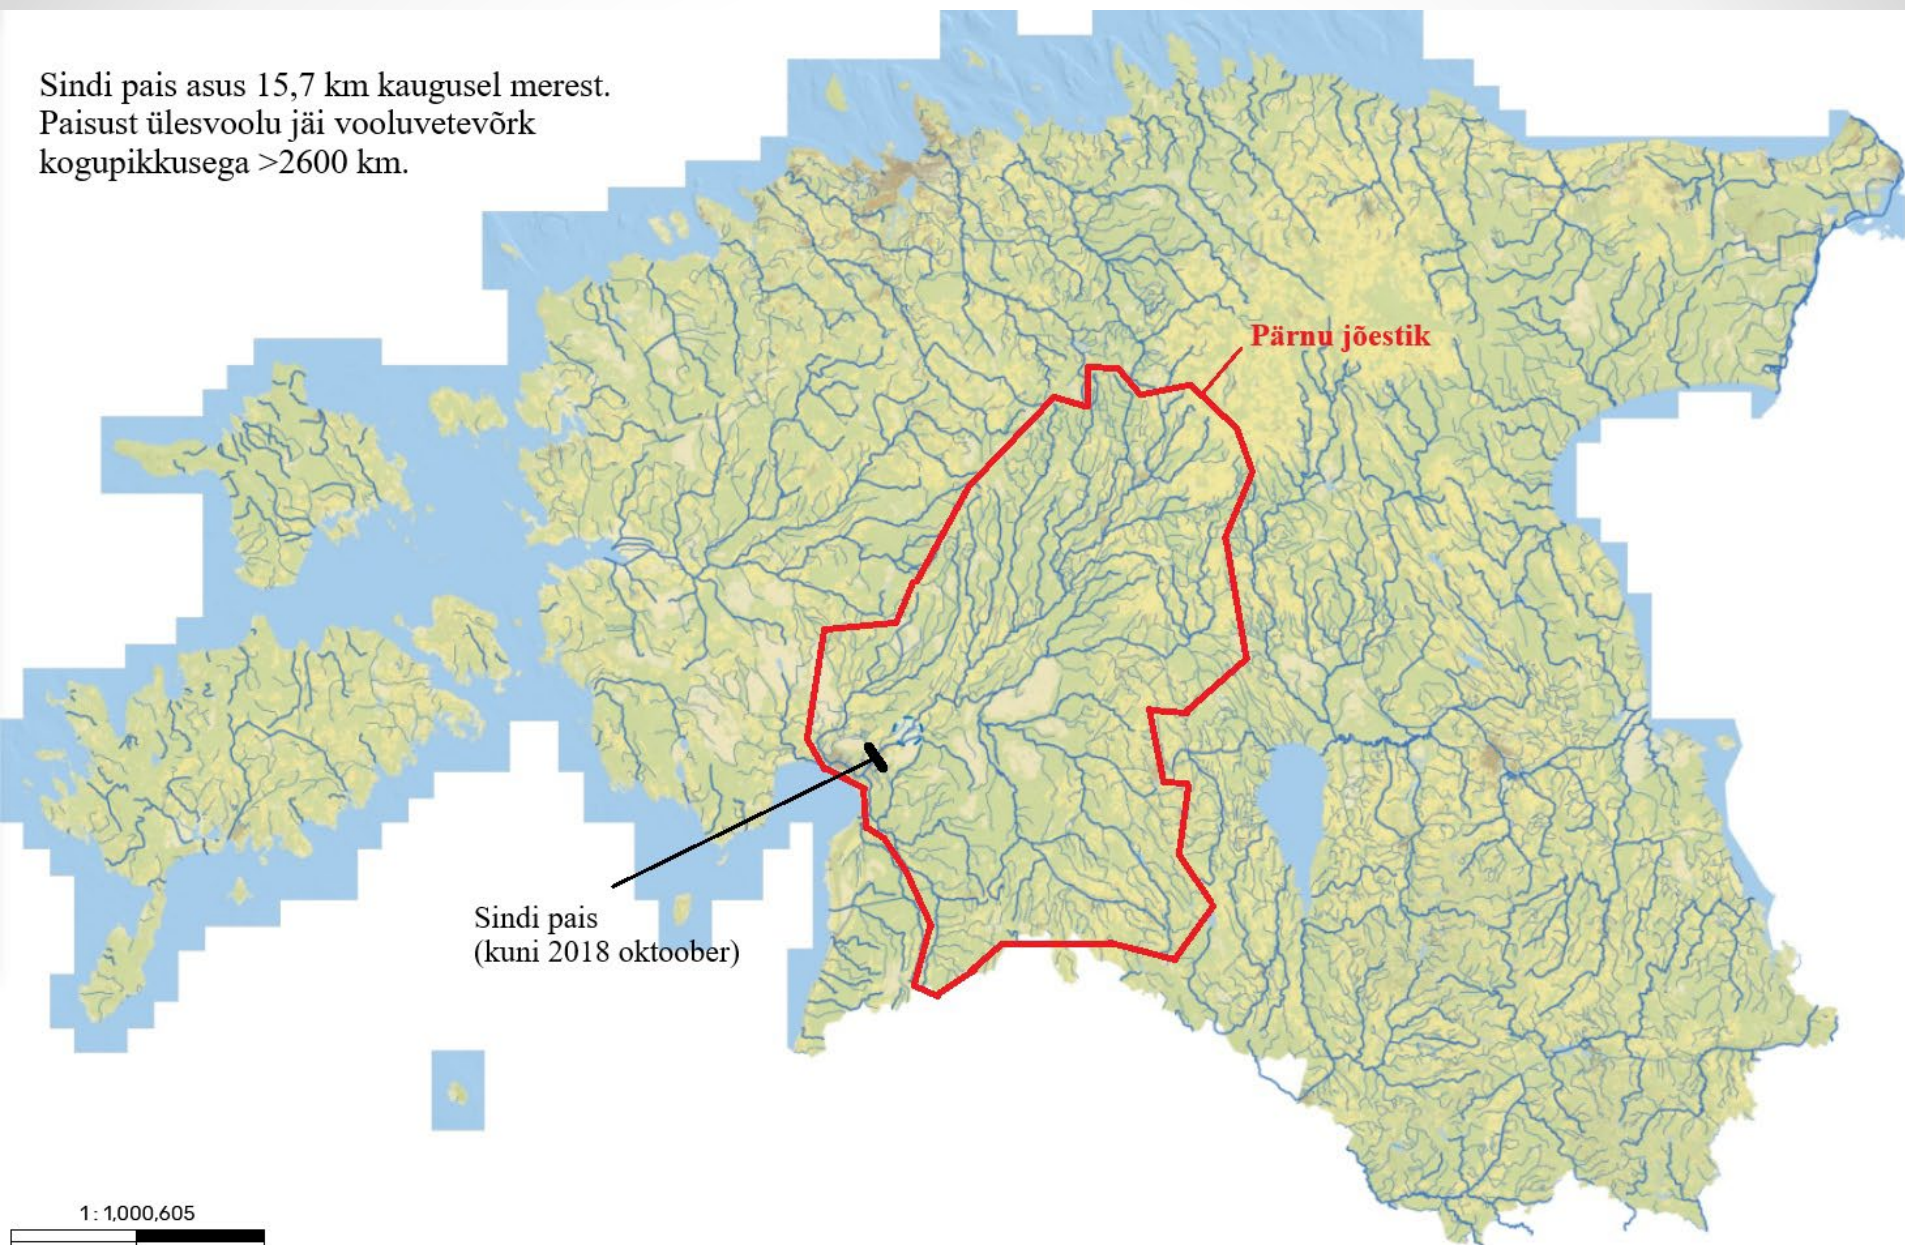 Sindi pais asus 15,7 km kaugusel merest.
Paisust ülesvoolu jäi vooluvetevõrk
kogupikkusega >2600 km.
Pärnu jõestik
Sindi pais
(kuni 2018 oktoober)
1:1,000,605